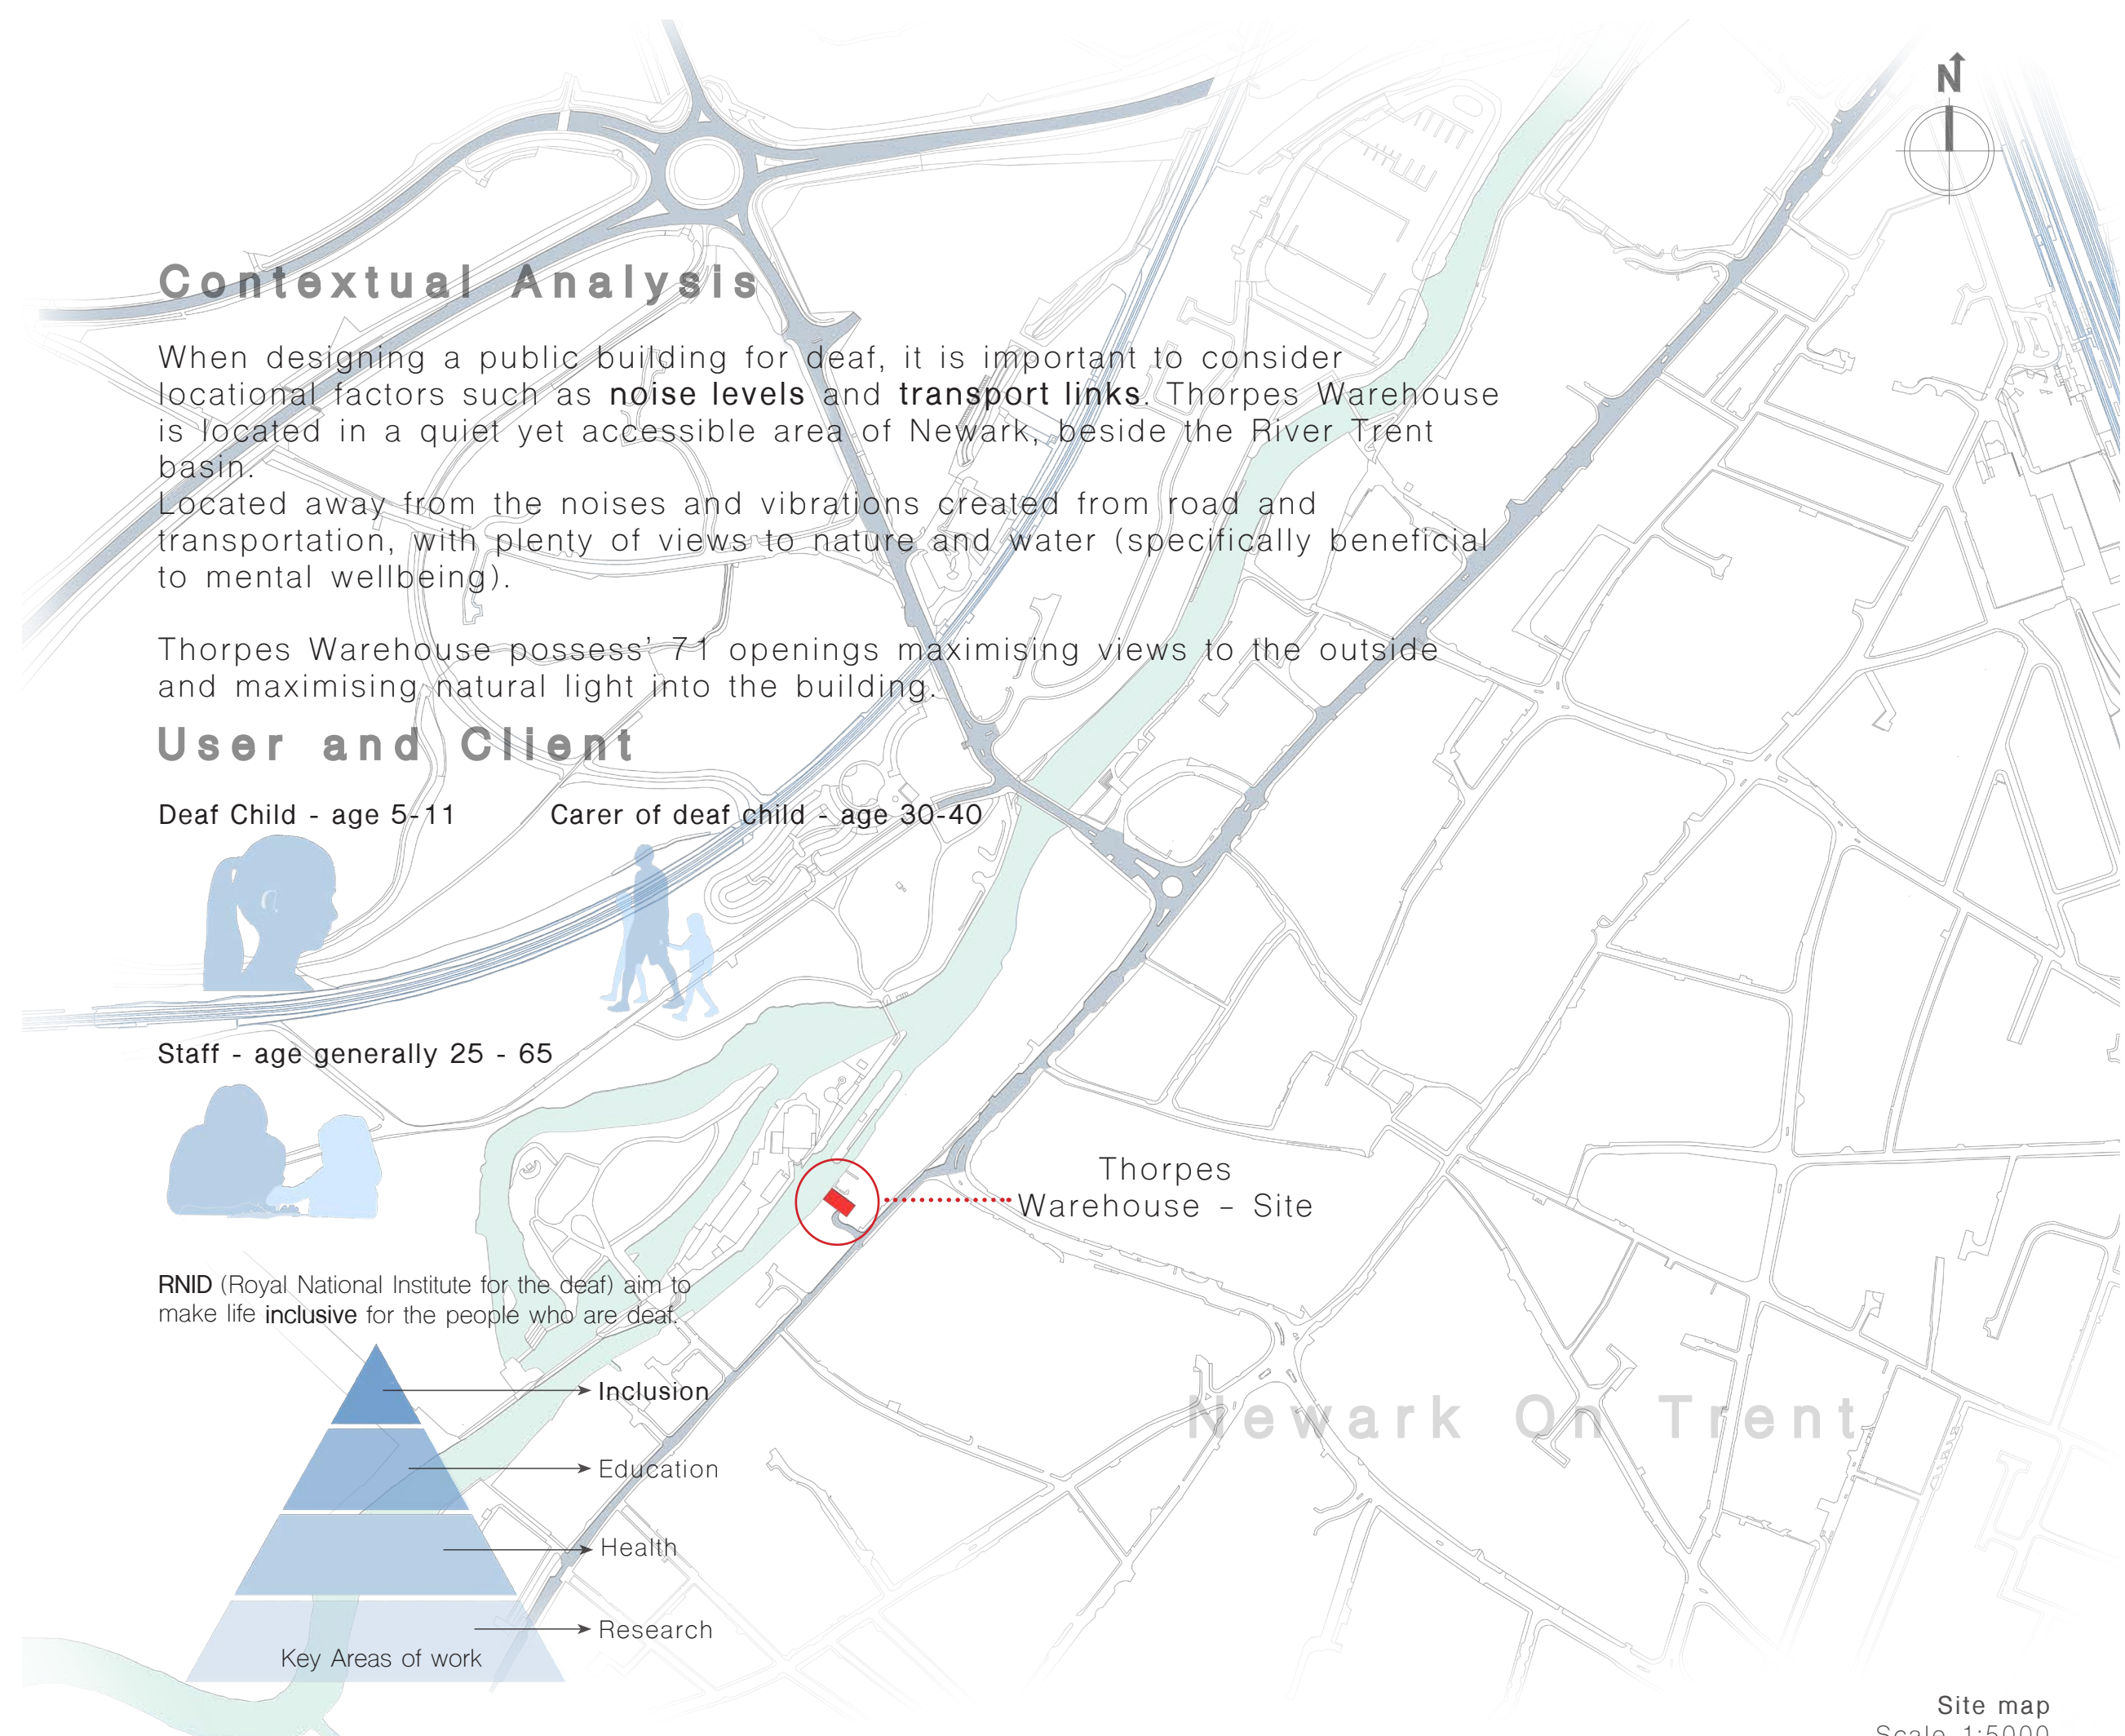 N
Contextual Analysis
When designing a public building for deaf, it is important to consider
locational factors such as noise levels and transport links. Thorpes Warehouse
is located in a quiet yet accessible area of Newark, beside the River Trent
basin.
Located away from the noises and vibrations created from road and
transportation, with plenty of views to nature and water (specifically beneficial
to mental wellbeing).
Thorpes Warehouse possess' 71 openings maximising views to the outside
and maximising natural light into the building.
User and Client
Deaf Child - age 5-11
Carer of deaf child - age 30-40
Staff - age generally 25 - 65
Thorpes
Warehouse - Site
RNID (Royal National Institute for the deaf) aim to
make life inclusive for the people who are deaf.
Inclusion
Education
Health
Research
Key Areas of work
Newark On Trent
Site map
Scale 1:5000